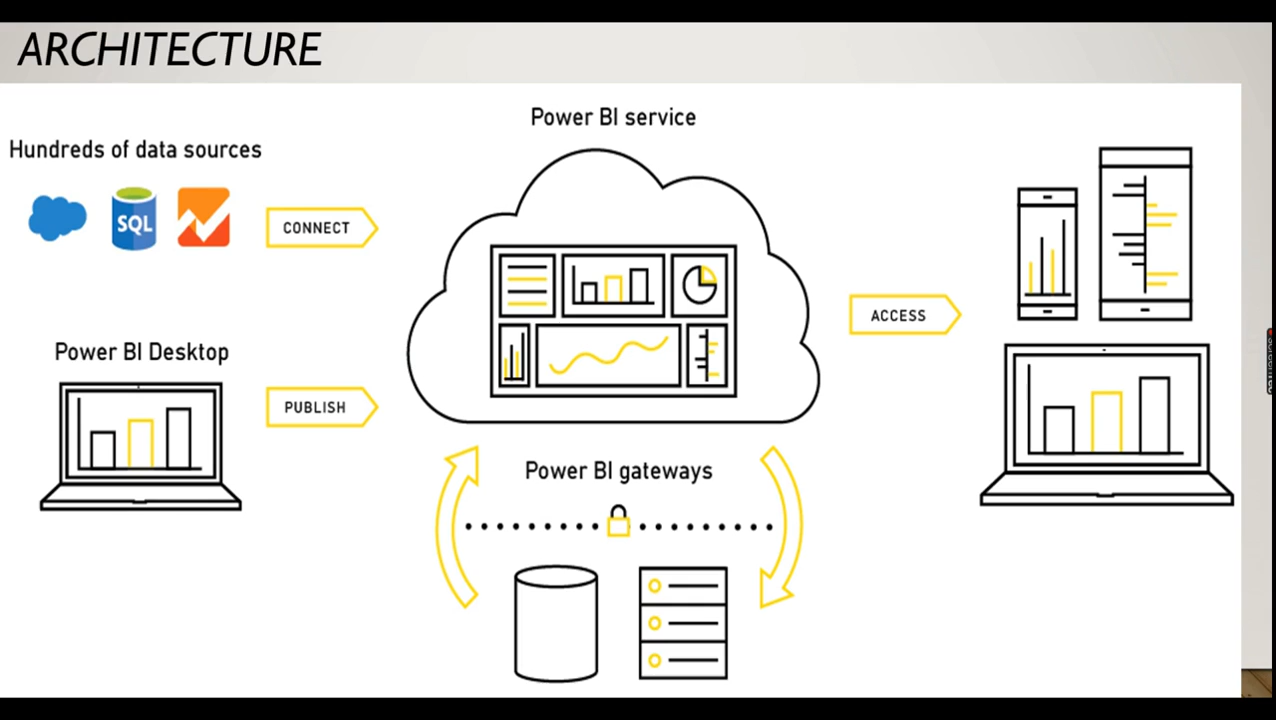 ARCHITECTURE
Power BI service
Hundreds of data sources
SQL
CONNECT
ACCESS
Power BI Desktop
PUBLISH
Power BI gateways